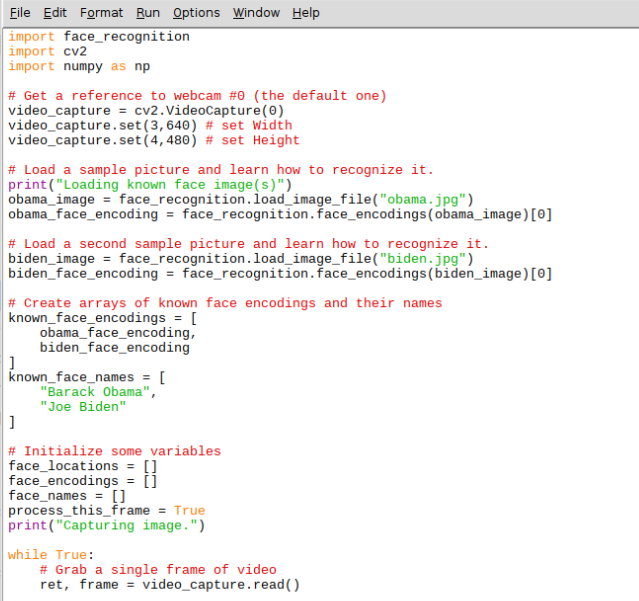 File Edit Format Run Options Window Help
import face_recognition
import cv2
import numpy as np

# Get a reference to webcam #0 (the default one)
video_capture = cv2.VideoCapture(0)
video_capture.set(3,640) # set Width
video_capture.set(4,480) # set Height

# Load a sample picture and learn how to recognize it.
print("Loading known face image(s)")
obama_image = face_recognition.load_image_file("obama.jpg")
obama_face_encoding = face_recognition.face_encodings(obama_image)[0]

# Load a second sample picture and learn how to recognize it.
biden_image = face_recognition.load_image_file("biden.jpg")
biden_face_encoding = face_recognition.face_encodings(biden_image)[0]

# Create arrays of known face encodings and their names
known_face_encodings = [
    obama_face_encoding,
    biden_face_encoding
]
known_face_names = [
    "Barack Obama",
    "Joe Biden"
]

# Initialize some variables
face_locations = []
face_encodings = []
face_names = []
process_this_frame = True
print("Capturing image.")

while True:
    # Grab a single frame of video
    ret, frame = video_capture.read()